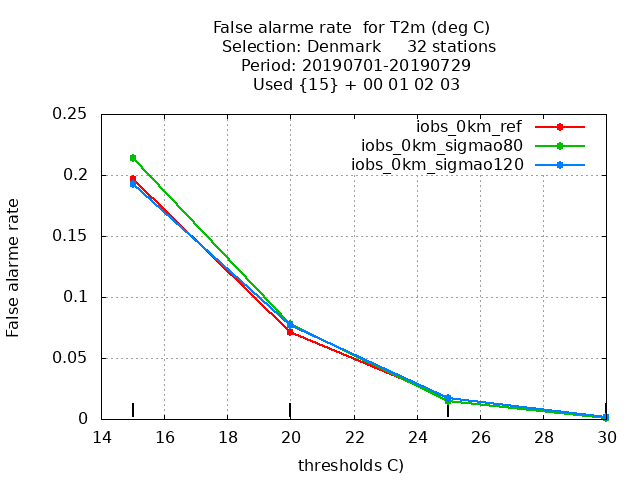 False alarme rate  for T2m (deg C)
Selection: Denmark     32 stations
Period: 20190701-20190729
Used {15} + 00 01 02 03
iobs_0km_ref
iobs_0km_sigmao80
iobs_0km_sigmao120
False alarme rate
0.25
0.2
0.15
0.1
0.05
0
14 16 18 20 22 24 26 28 30
thresholds C)